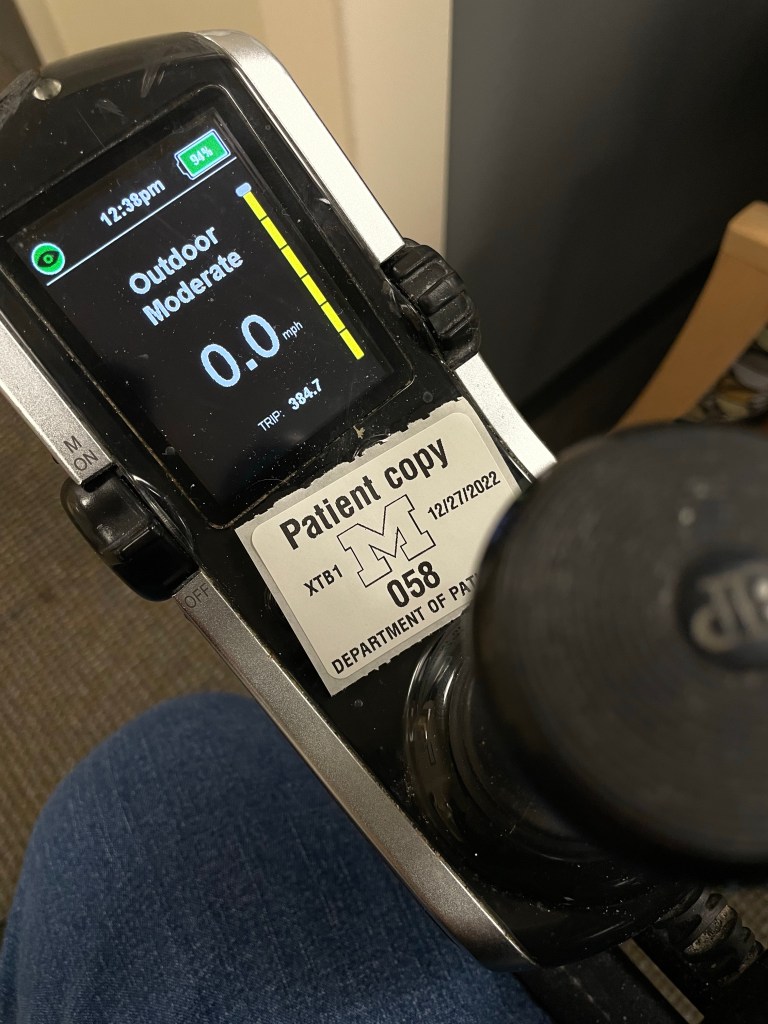 12:38pm
94%
Outdoor
Moderate
0.0 mph
TRIP: 384.7
M
ON
OFF
Patient copy
XTB1 M 12/27/2022
058
DEPARTMENT OF